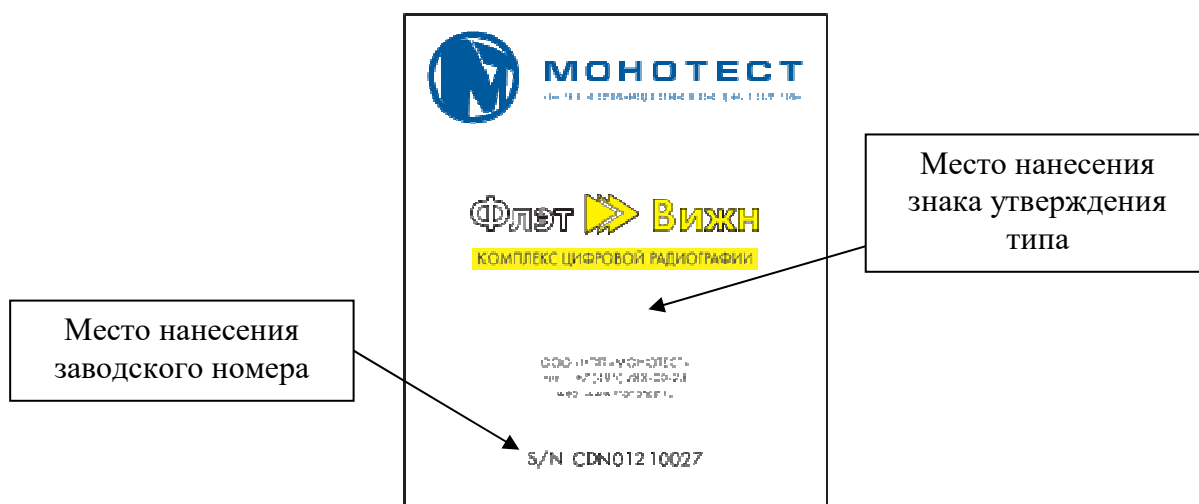 МОНОТЕСТ
Место нанесения
знака утверждения
типа
Флэт Вижн
КОМПЛЕКС ЦИФРОВОЙ РАДИОГРАФИИ
Место нанесения
заводского номера
S/N CDN01210027